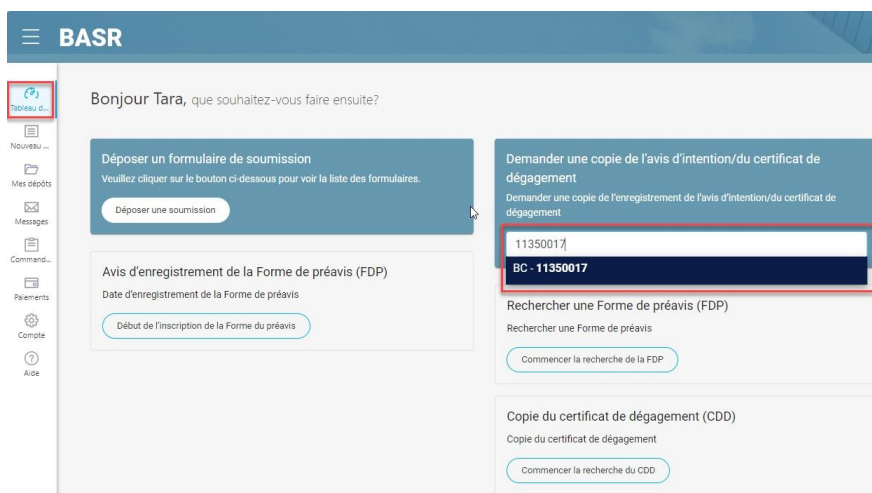 BASR
Tableau d...
Nouveau ...
Mes dépôts
Messages
Command...
Paiements
Compte
Aide
Bonjour Tara, que souhaitez-vous faire ensuite?
Déposer un formulaire de soumission
Veuillez cliquer sur le bouton ci-dessous pour voir la liste des formulaires.
Déposer une soumission
Avis d'enregistrement de la Forme de préavis (FDP)
Date d'enregistrement de la Forme de préavis
Début de l'inscription de la Forme du préavis
Demander une copie de l'avis d'intention/du certificat de
dégagement
Demander une copie de l'enregistrement de l'avis d'intention/du certificat de
dégagement
11350017
BC - 11350017
Rechercher une Forme de préavis (FDP)
Rechercher une Forme de préavis
Commencer la recherche de la FDP
Copie du certificat de dégagement (CDD)
Copie du certificat de dégagement
Commencer la recherche du CDD